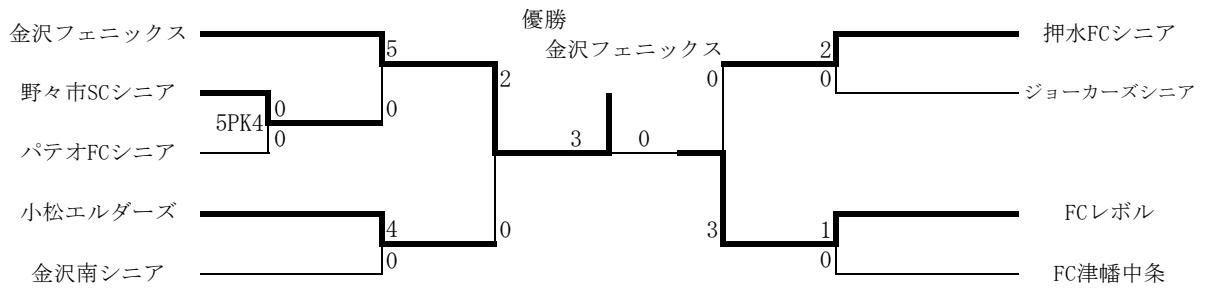 優勝
金沢フェニックス
金沢フェニックス
5
2
野々市SCシニア
0
0
5PK4
パテオFCシニア
0
3
0
小松エルダーズ
4
0
金沢南シニア
0
押水FCシニア
2
0
0
ジョーカーズシニア
FCレボル
3
1
0
FC津幡中条